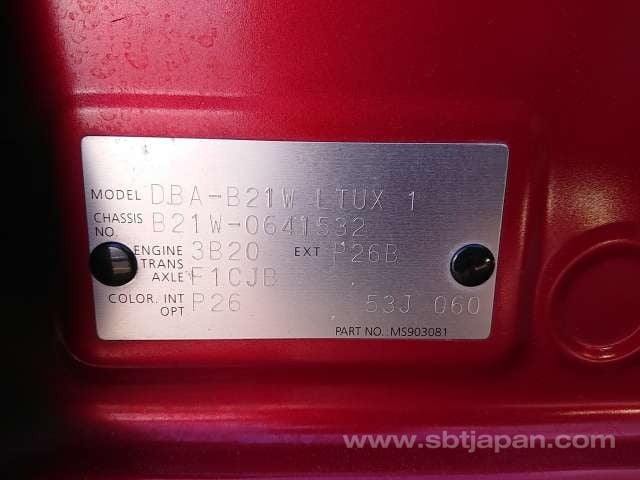 MODEL DBA-B21W LTUX 1
CHASSIS NO. B21W-0641532
ENGINE 3B20 EXT P26B
TRANS AXLE F1CJB
COLOR. INT OPT P26 53J 060
PART NO.: MS903081
www.sbtjapan.com